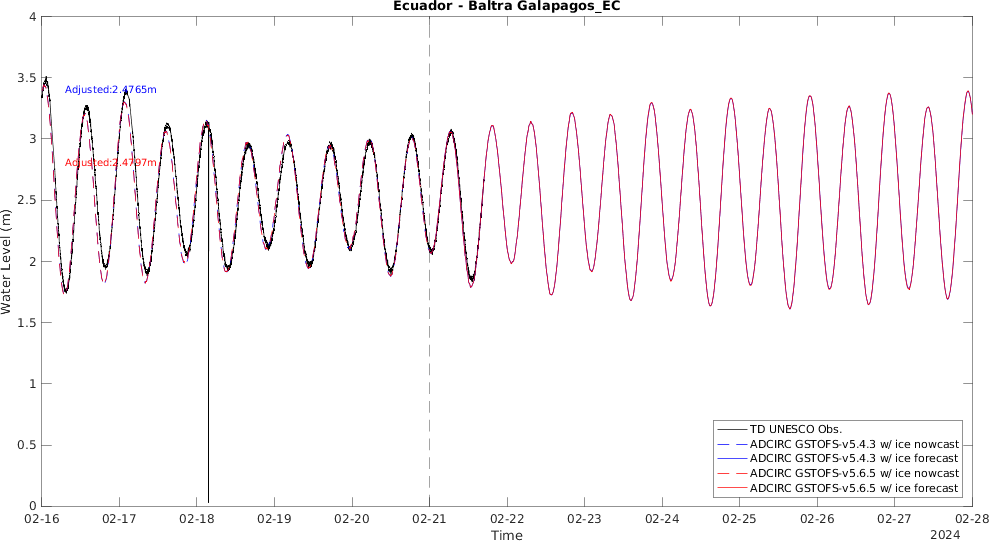 Ecuador - Baltra Galapagos_EC
Water Level (m)
4
3.5
3
2.5
2
1.5
1
0.5
0
Adjusted:2.4765m
Adjusted:2.4797m
TD UNESCO Obs.
ADCIRC GSTOFS-v5.4.3 w/ ice nowcast
ADCIRC GSTOFS-v5.4.3 w/ ice forecast
ADCIRC GSTOFS-v5.6.5 w/ ice nowcast
ADCIRC GSTOFS-v5.6.5 w/ ice forecast
02-16 02-17 02-18 02-19 02-20 02-21 02-22 02-23 02-24 02-25 02-26 02-27 02-28
Time
2024